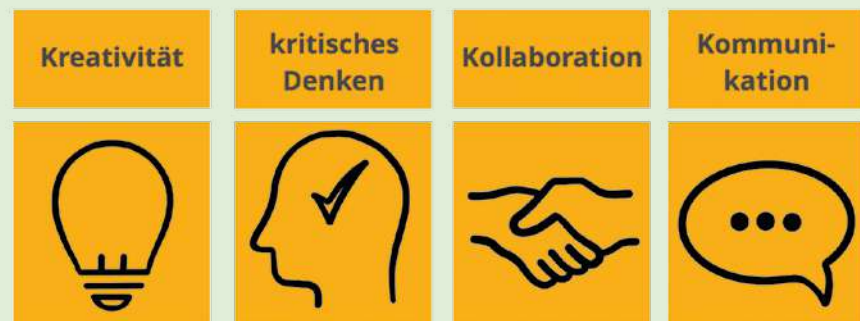 Kreativität
kritisches
Denken
Kollaboration
Kommuni-
kation